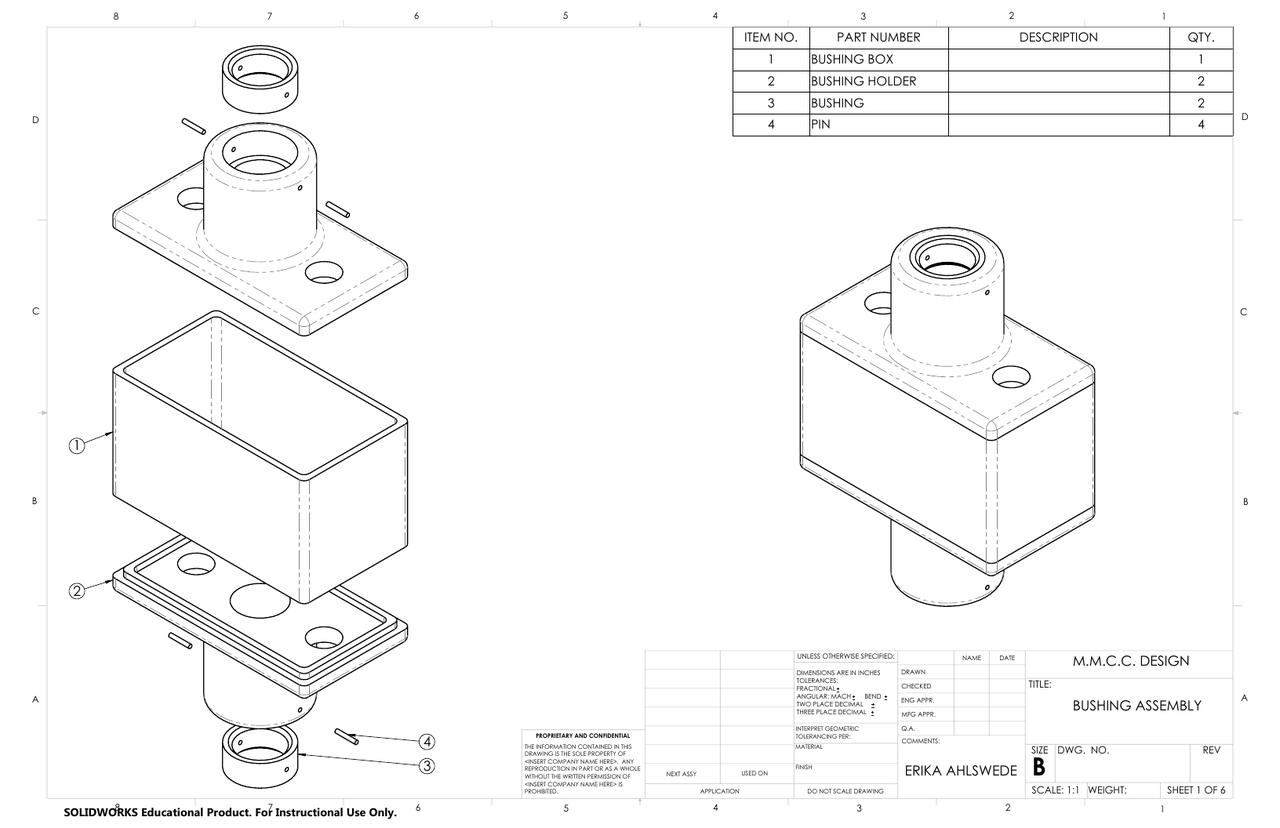 8 7 6 5 4 3 2 1
ITEM NO. PART NUMBER DESCRIPTION QTY.
1 BUSHING BOX 1
2 BUSHING HOLDER 2
3 BUSHING 2
4 PIN 4
D D
C C
1
B B
2
A A
4
3
PROPRIETARY AND CONFIDENTIAL
THE INFORMATION CONTAINED IN THIS
DRAWING IS THE SOLE PROPERTY OF
<INSERT COMPANY NAME HERE>. ANY
REPRODUCTION IN PART OR AS A WHOLE
WITHOUT THE WRITTEN PERMISSION OF
<INSERT COMPANY NAME HERE> IS
PROHIBITED.
NEXT ASSY USED ON
APPLICATION
UNLESS OTHERWISE SPECIFIED:
DIMENSIONS ARE IN INCHES
TOLERANCES:
FRACTIONAL±
ANGULAR: MACH± BEND ±
TWO PLACE DECIMAL ±
THREE PLACE DECIMAL ±
INTERPRET GEOMETRIC
TOLERANCING PER:
MATERIAL
FINISH
DO NOT SCALE DRAWING
NAME DATE
DRAWN
CHECKED
ENG APPR.
MFG APPR.
Q.A.
COMMENTS:
ERIKA AHLSWEDE
M.M.C.C. DESIGN
TITLE:
BUSHING ASSEMBLY
SIZE DWG. NO. REV
B
SCALE: 1:1 WEIGHT: SHEET 1 OF 6
8 6 5 4 3 2 1
SOLIDWORKS Educational Product. For Instructional Use Only.